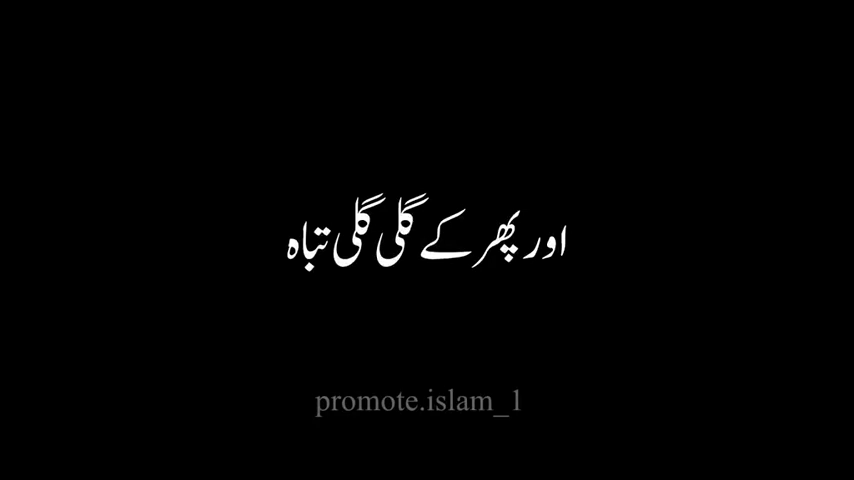 اور پھر کے گلی گلی تباہ
promote.islam_1